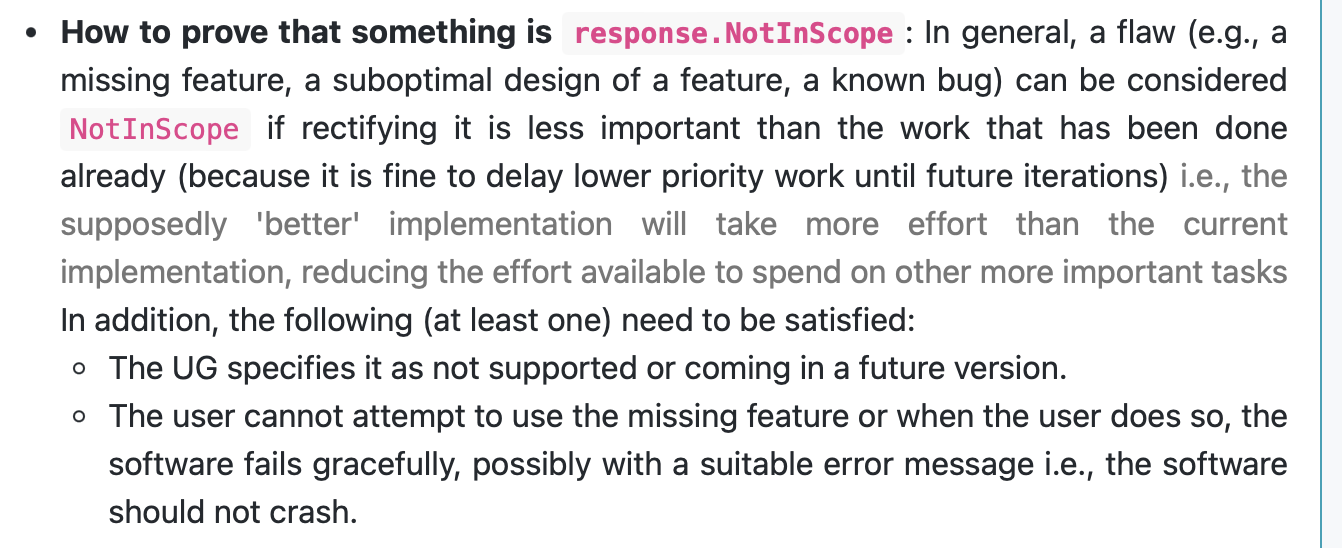 • How to prove that something is response.NotInScope : In general, a flaw (e.g., a
missing feature, a suboptimal design of a feature, a known bug) can be considered
NotInScope if rectifying it is less important than the work that has been done
already (because it is fine to delay lower priority work until future iterations) i.e., the
supposedly 'better' implementation will take more effort than the current
implementation, reducing the effort available to spend on other more important tasks
In addition, the following (at least one) need to be satisfied:
◦ The UG specifies it as not supported or coming in a future version.
◦ The user cannot attempt to use the missing feature or when the user does so, the
software fails gracefully, possibly with a suitable error message i.e., the software
should not crash.